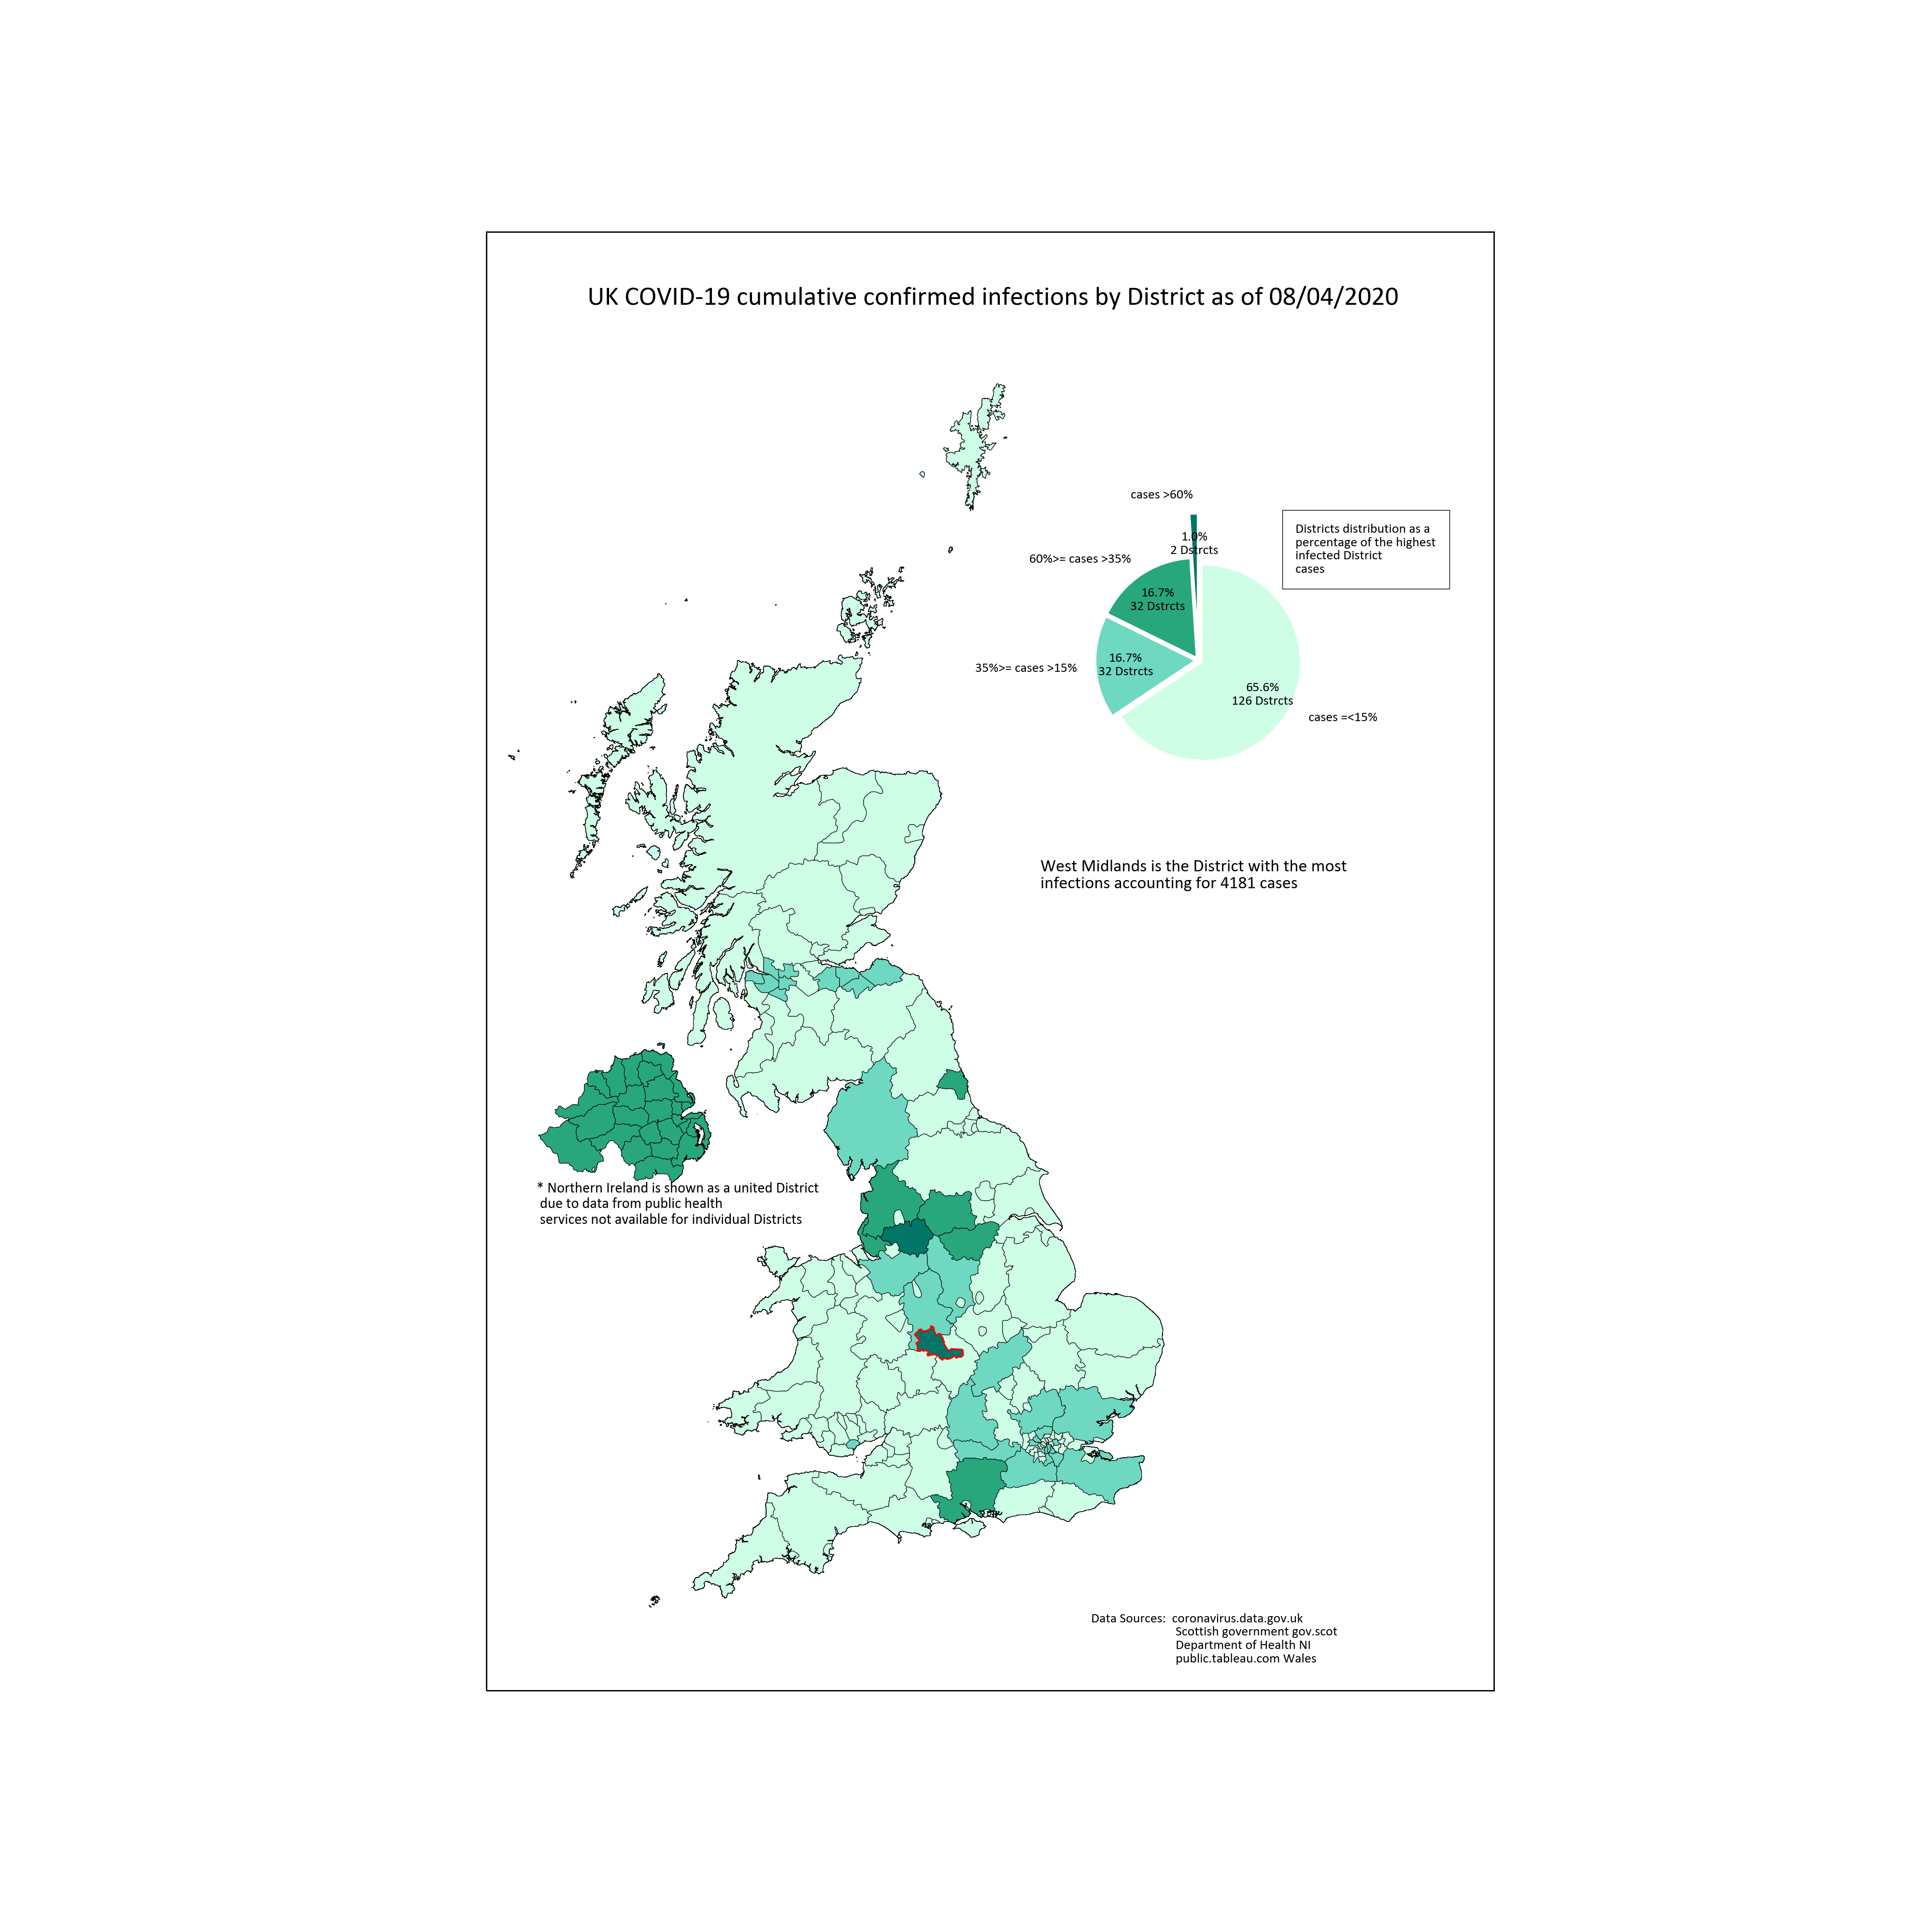 UK COVID-19 cumulative confirmed infections by District as of 08/04/2020
cases >60%
1.0%
2 Dstrcts
60%>= cases >35%
16.7%
32 Dstrcts
35%>= cases >15%
16.7%
32 Dstrcts
65.6%
126 Dstrcts
cases =<15%
Districts distribution as a
percentage of the highest
infected District
cases
West Midlands is the District with the most
infections accounting for 4181 cases
* Northern Ireland is shown as a united District
due to data from public health
services not available for individual Districts
Data Sources: coronavirus.data.gov.uk
Scottish government gov.scot
Department of Health NI
public.tableau.com Wales